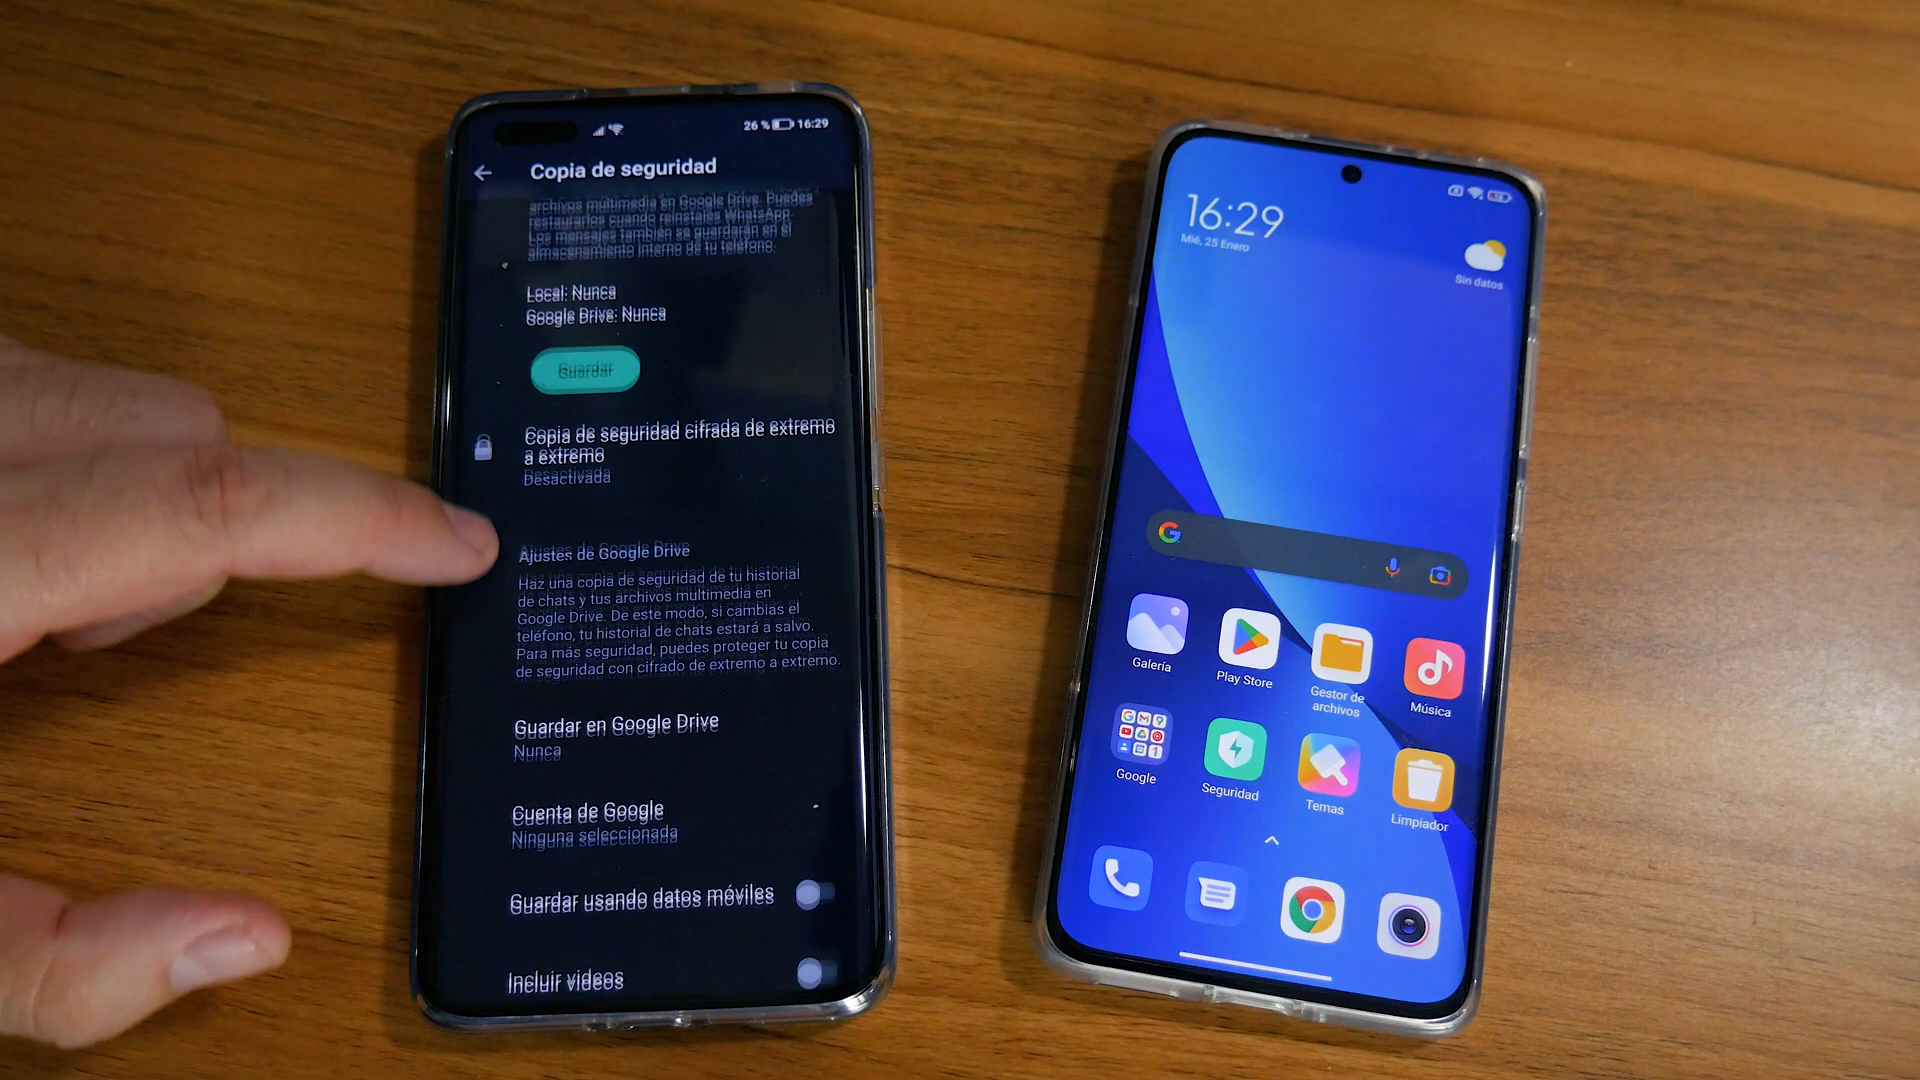 26 % 16:29
Copia de seguridad
archivos multimedia en Google Drive. Puedes
restaurarlos cuando reinstales WhatsApp.
Los mensajes también se guardarán en el
almacenamiento interno de tu teléfono.
Local: Nunca
Google Drive: Nunca
Guardar
Copia de seguridad cifrada de extremo
a extremo
Desactivada
Ajustes de Google Drive
Haz una copia de seguridad de tu historial
de chats y tus archivos multimedia en
Google Drive. De este modo, si cambias el
teléfono, tu historial de chats estará a salvo.
Para más seguridad, puedes proteger tu copia
de seguridad con cifrado de extremo a extremo.
Guardar en Google Drive
Nunca
Cuenta de Google
Ninguna seleccionada
Guardar usando datos móviles
Incluir videos
16:29
Mié, 25 Enero
Sin datos
Galería
Play Store
Gestor de
archivos
Música
Google
Seguridad
Temas
Limpiador